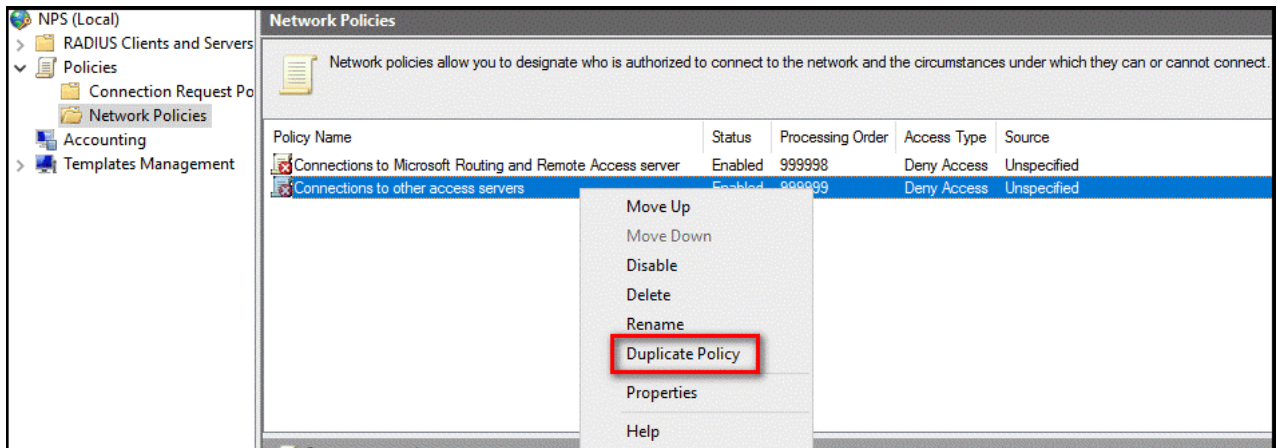 NPS (Local)
RADIUS Clients and Servers
Policies
Connection Request Po
Network Policies
Accounting
Templates Management
Network Policies
Network policies allow you to designate who is authorized to connect to the network and the circumstances under which they can or cannot connect.
Policy Name Status Processing Order Access Type Source
Connections to Microsoft Routing and Remote Access server Enabled 999998 Deny Access Unspecified
Connections to other access servers Enabled 999999 Deny Access Unspecified
Move Up
Move Down
Disable
Delete
Rename
Duplicate Policy
Properties
Help